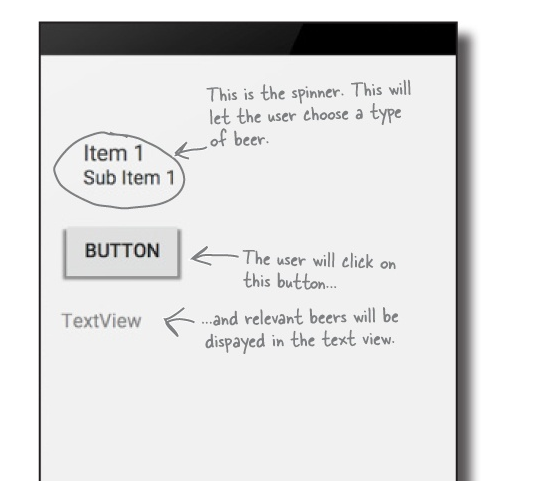 This is the spinner. This will
let the user choose a type
of beer.
Item 1
Sub Item 1
BUTTON
The user will click on
this button...
TextView
...and relevant beers will be
dispayed in the text view.